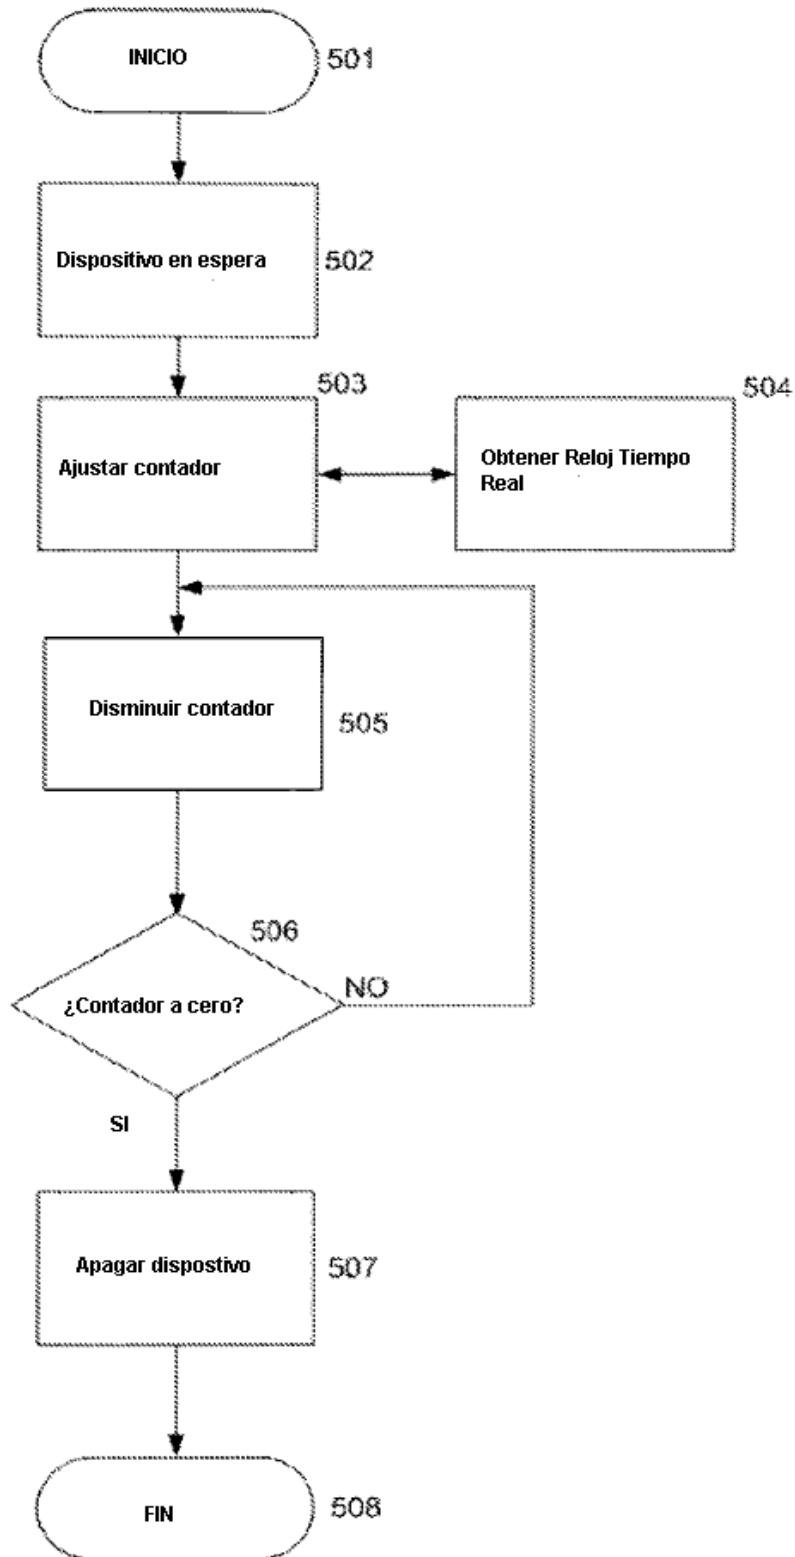 INICIO
501
Dispositivo en espera
502
503
504
Ajustar contador
Obtener Reloj Tiempo
Real
Disminuir contador
505
506
¿Contador a cero?
NO
SI
Apagar dispostivo
507
FIN
508